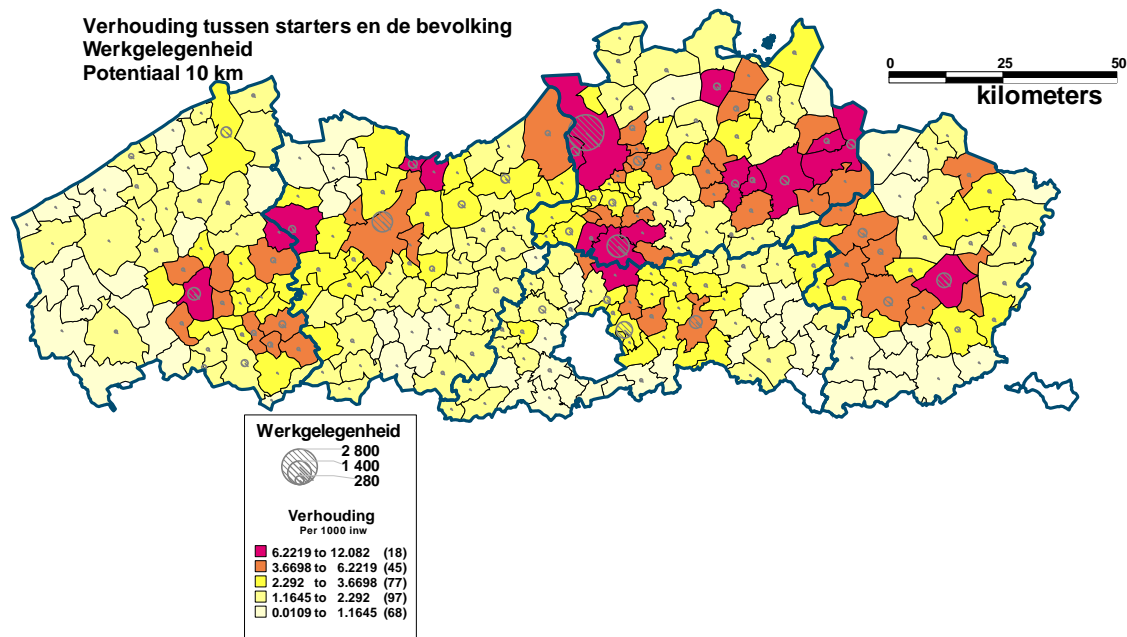 Verhouding tussen starters en de bevolking
Werkgelegenheid
Potentiaal 10 km
0 25 50
kilometers
Werkgelegenheid
2 800
1 400
280
Verhouding
Per 1000 inw
6.2219 to 12.082 (18)
3.6698 to 6.2219 (45)
2.292 to 3.6698 (77)
1.1645 to 2.292 (97)
0.0109 to 1.1645 (68)